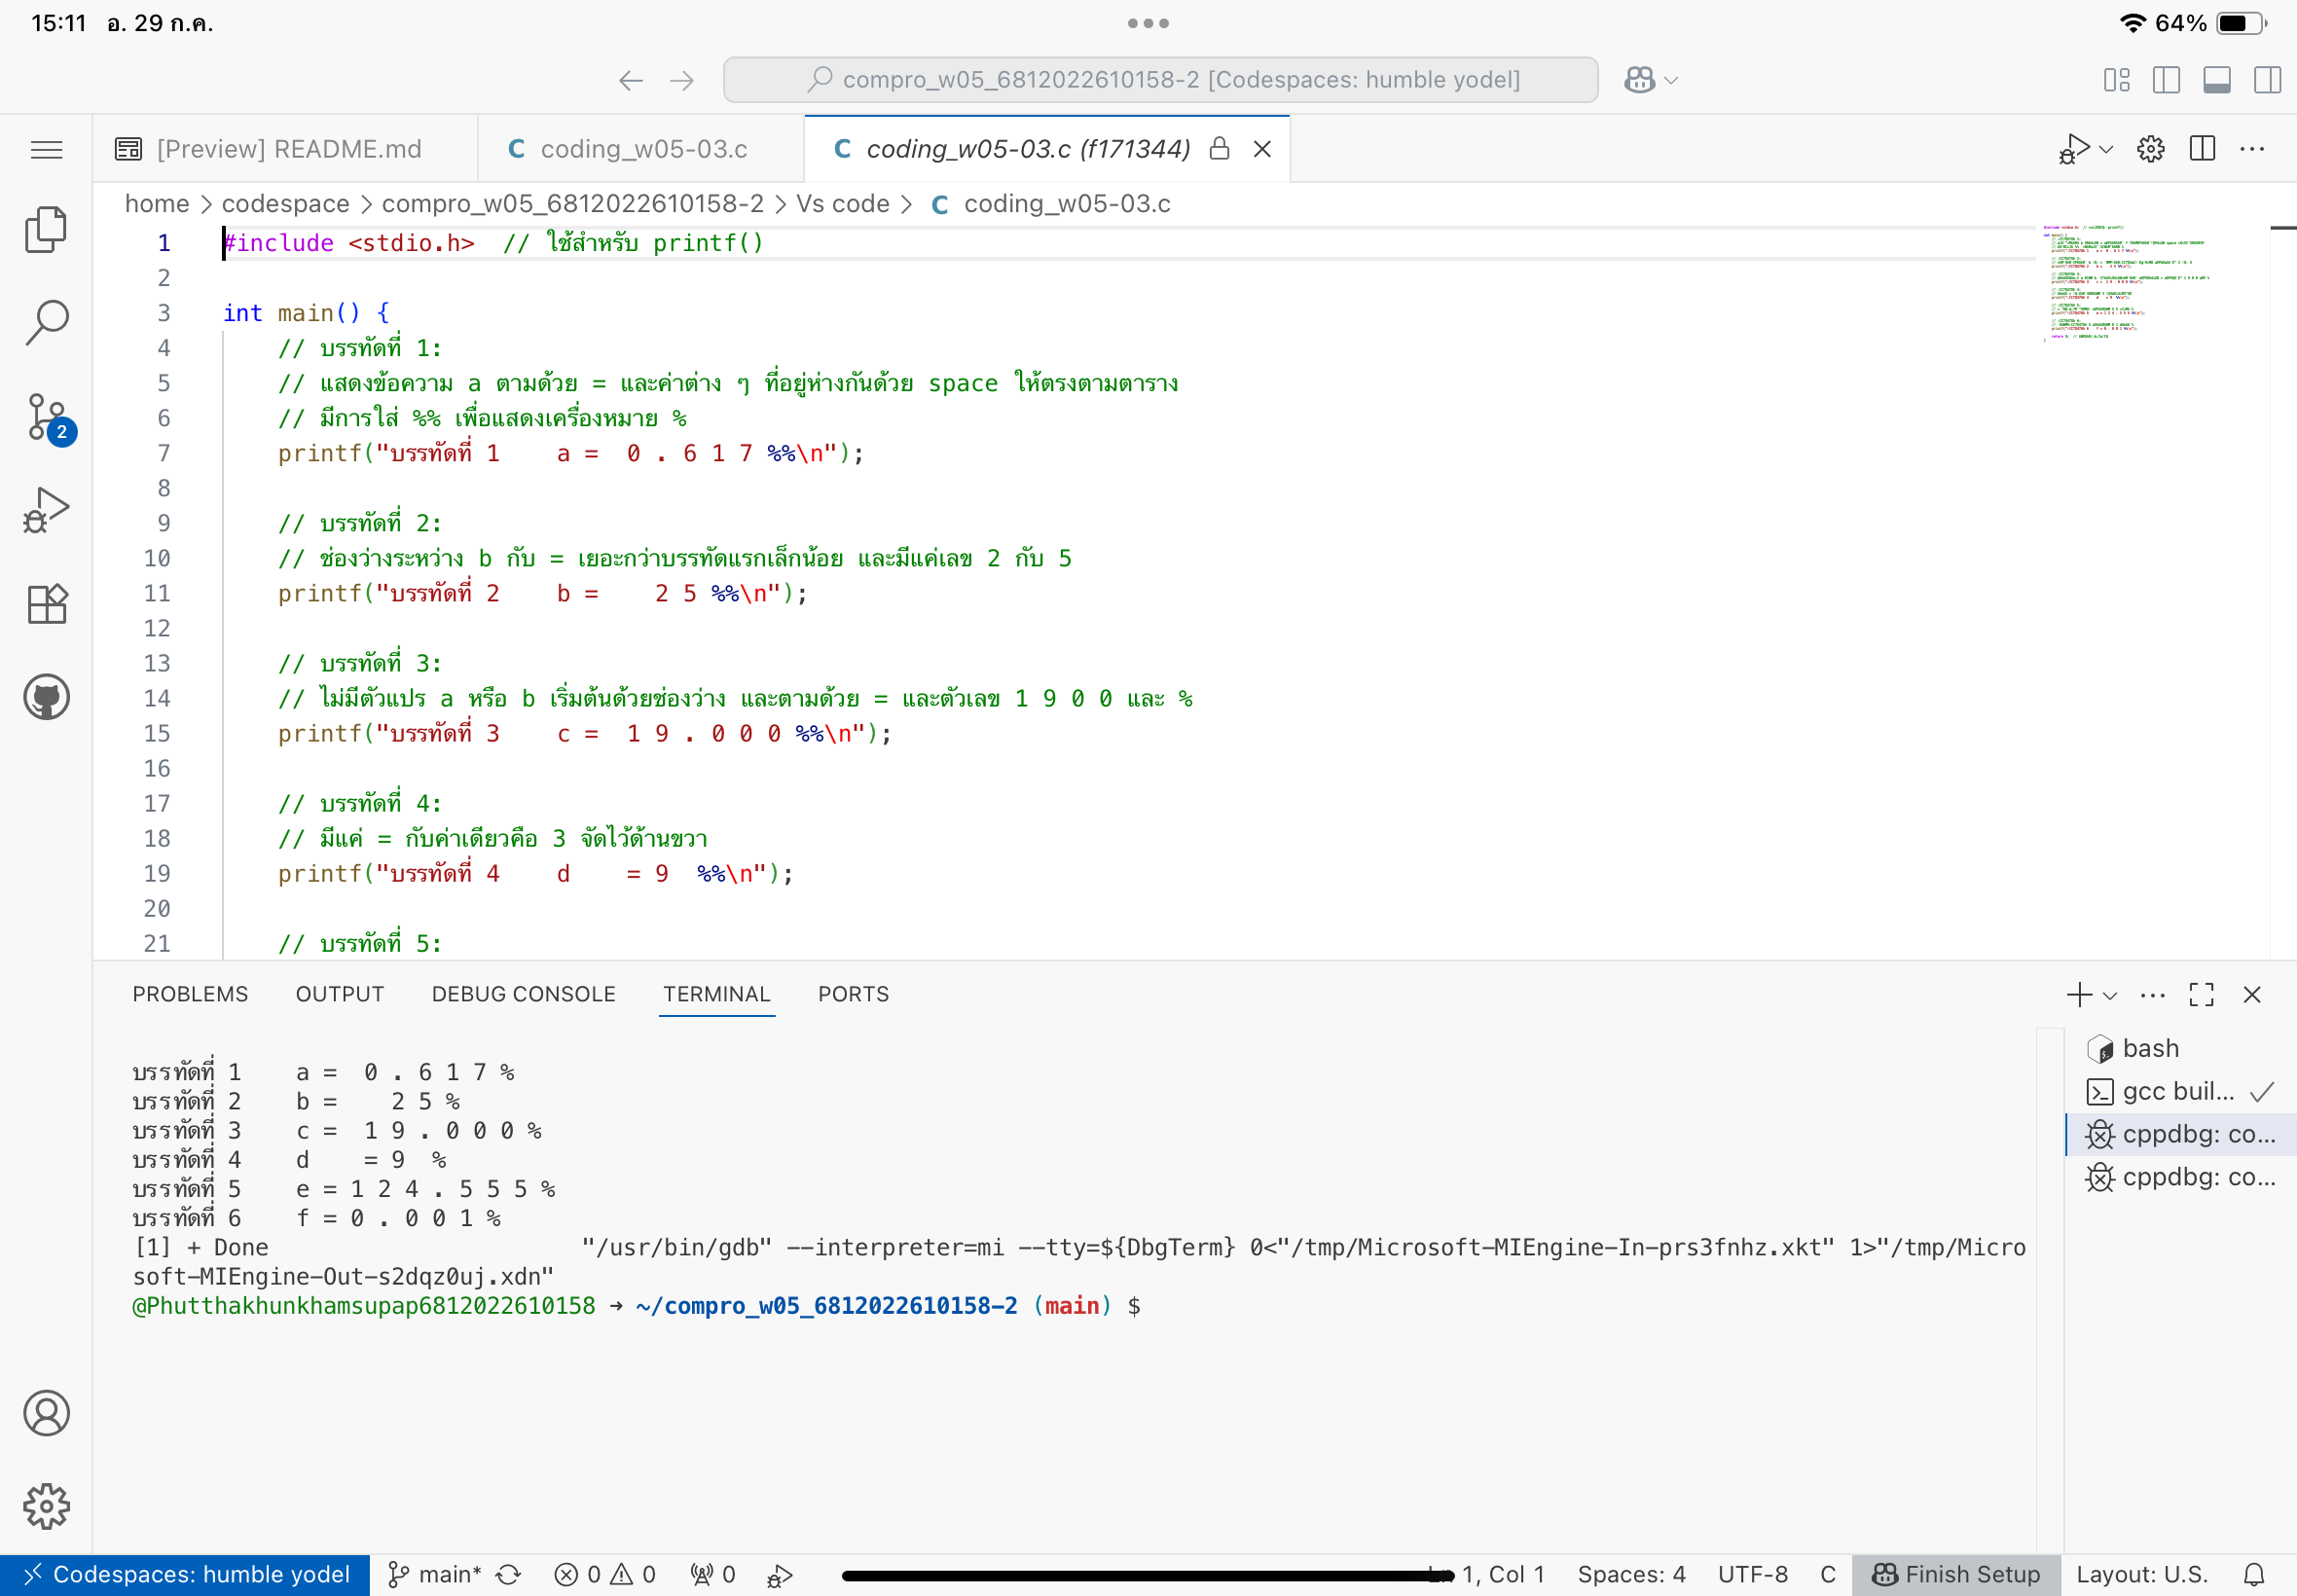 15:11 อ. 29 ก.ค.
64%
compro_w05_6812022610158-2 [Codespaces: humble yodel]
[Preview] README.md
C coding_w05-03.c
C coding_w05-03.c (f171344)
home > codespace > compro_w05_6812022610158-2 > Vs code > C coding_w05-03.c
1 #include <stdio.h>  // ใช้สำหรับ printf()
2
3 int main() {
4     // บรรทัดที่ 1:
5     // แสดงข้อความ a ตามด้วย = และค่าต่าง ๆ ที่อยู่ห่างกันด้วย space ให้ตรงตามตาราง
6     // มีการใส่ %% เพื่อแสดงเครื่องหมาย %
7     printf("บรรทัดที่ 1    a =  0 . 6 1 7 %%\n");
8
9     // บรรทัดที่ 2:
10     // ช่องว่างระหว่าง b กับ = เยอะกว่าบรรทัดแรกเล็กน้อย และมีแค่เลข 2 กับ 5
11     printf("บรรทัดที่ 2    b =    2 5 %%\n");
12
13     // บรรทัดที่ 3:
14     // ไม่มีตัวแปร a หรือ b เริ่มต้นด้วยช่องว่าง และตามด้วย = และตัวเลข 1 9 0 0 และ %
15     printf("บรรทัดที่ 3    c =  1 9 . 0 0 0 %%\n");
16
17     // บรรทัดที่ 4:
18     // มีแค่ = กับค่าเดียวคือ 3 จัดไว้ด้านขวา
19     printf("บรรทัดที่ 4    d    = 9  %%\n");
20
21     // บรรทัดที่ 5:
2
PROBLEMS OUTPUT DEBUG CONSOLE TERMINAL PORTS
บรรทัดที่ 1    a =  0 . 6 1 7 %
บรรทัดที่ 2    b =    2 5 %
บรรทัดที่ 3    c =  1 9 . 0 0 0 %
บรรทัดที่ 4    d    = 9  %
บรรทัดที่ 5    e = 1 2 4 . 5 5 5 %
บรรทัดที่ 6    f = 0 . 0 0 1 %
[1] + Done                       "/usr/bin/gdb" --interpreter=mi --tty=${DbgTerm} 0<"/tmp/Microsoft-MIEngine-In-prs3fnhz.xkt" 1>"/tmp/Micro
soft-MIEngine-Out-s2dqz0uj.xdn"
@Phutthakhunkhamsupap6812022610158 → ~/compro_w05_6812022610158-2 (main) $
bash
gcc buil...
cppdbg: co...
cppdbg: co...
Codespaces: humble yodel main* 0 0 0 1, Col 1 Spaces: 4 UTF-8 C Finish Setup Layout: U.S.